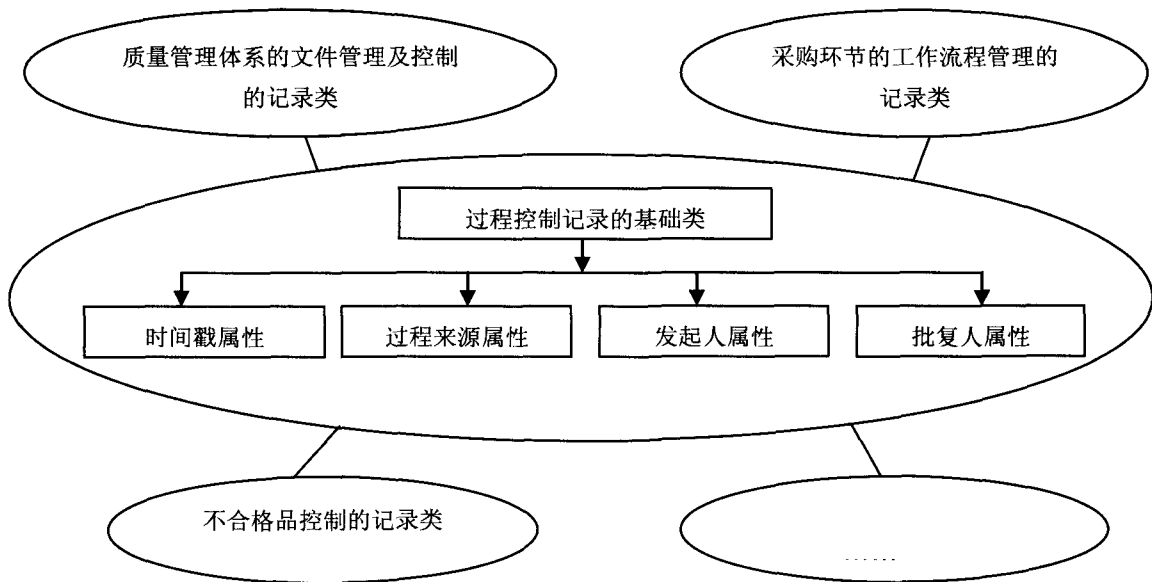 质量管理体系的文件管理及控制
的记录类
采购环节的工作流程管理的
记录类
过程控制记录的基础类
时间戳属性
过程来源属性
发起人属性
批复人属性
不合格品控制的记录类
......